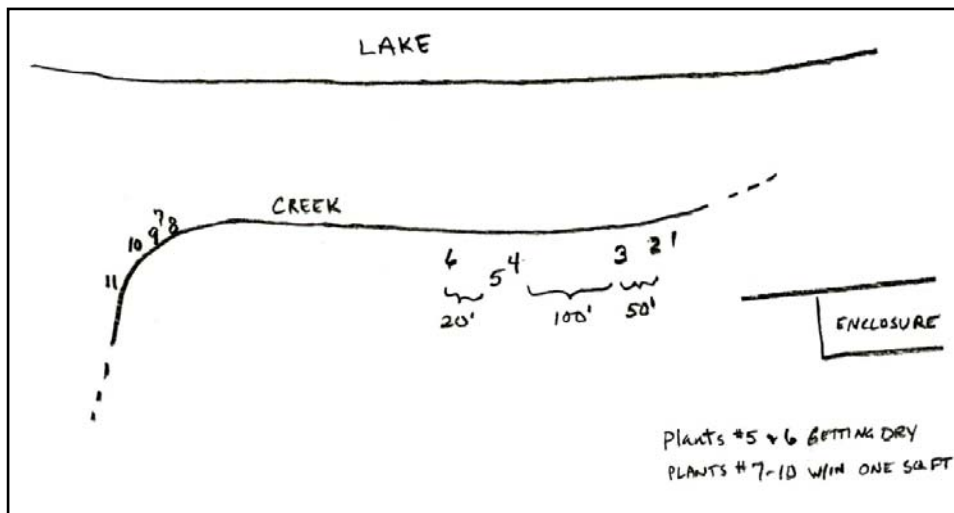 LAKE
CREEK
7
8
9
10
11
6
5
4
3
2
1
20'
100'
50'
ENCLOSURE
Plants #5 & 6 GETTING DRY
PLANTS #7-10 W/IN ONE SQ FT